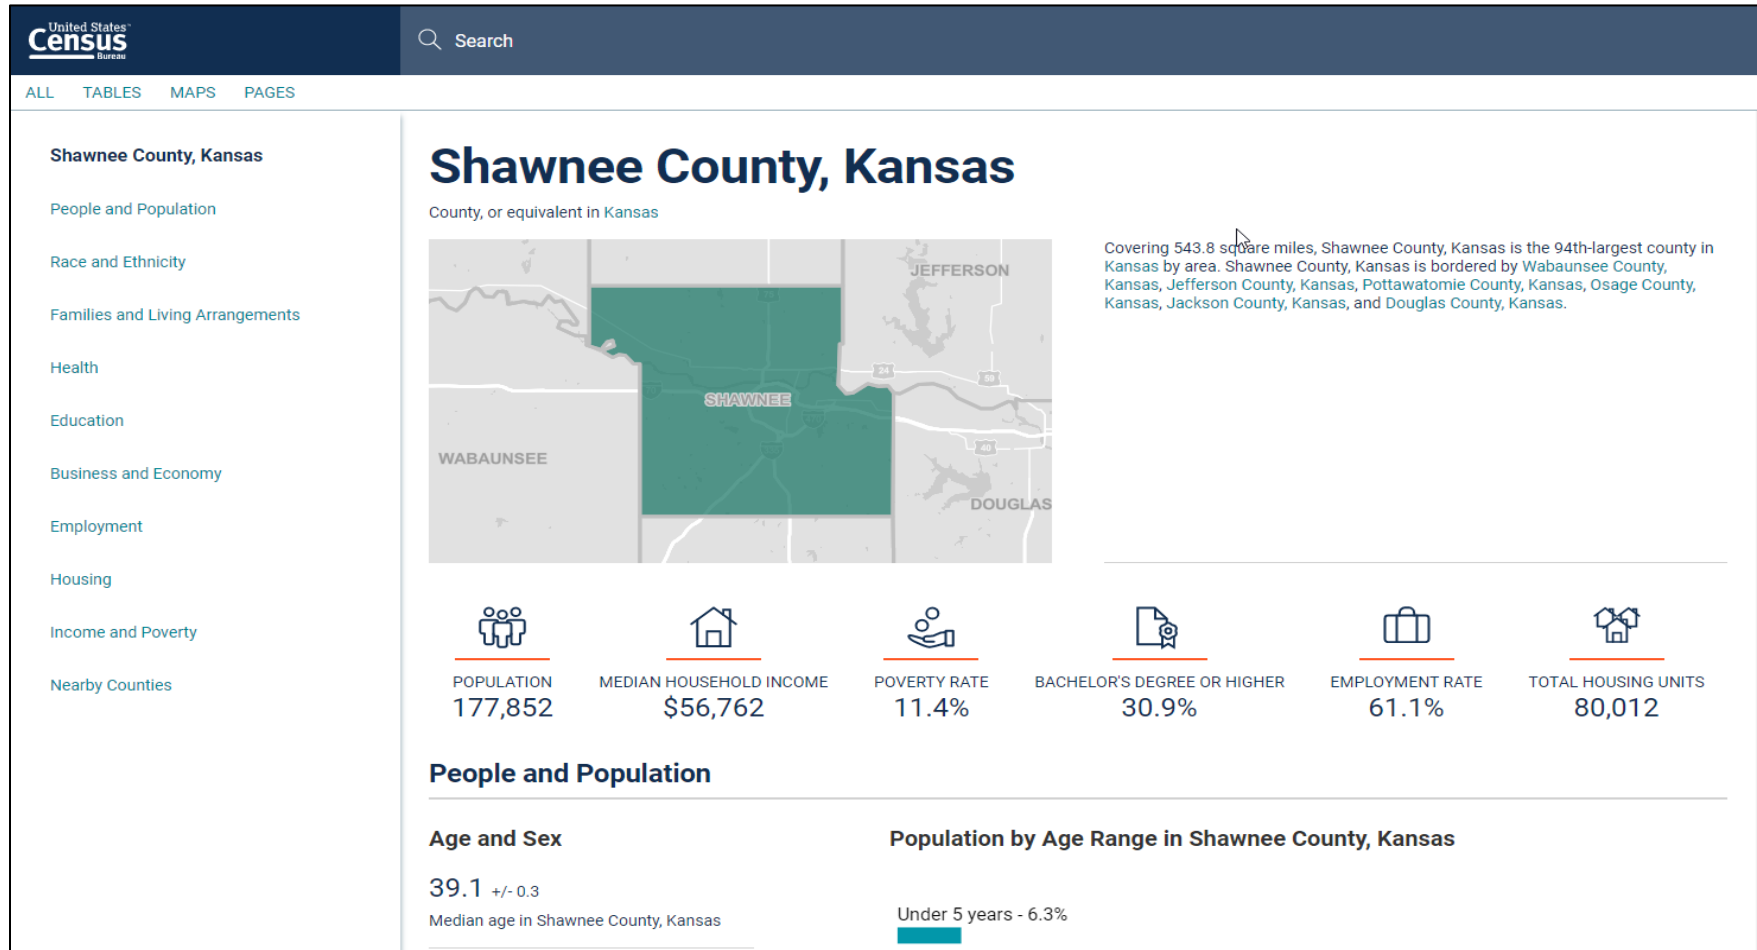 United States™
Census
Bureau
Search
ALL TABLES MAPS PAGES
Shawnee County, Kansas
People and Population
Race and Ethnicity
Families and Living Arrangements
Health
Education
Business and Economy
Employment
Housing
Income and Poverty
Nearby Counties
Shawnee County, Kansas
County, or equivalent in Kansas
JEFFERSON
24
59
SHAWNEE
40
WABAUNSEE
DOUGLAS
Covering 543.8 square miles, Shawnee County, Kansas is the 94th-largest county in
Kansas by area. Shawnee County, Kansas is bordered by Wabaunsee County,
Kansas, Jefferson County, Kansas, Pottawatomie County, Kansas, Osage County,
Kansas, Jackson County, Kansas, and Douglas County, Kansas.
POPULATION
177,852
MEDIAN HOUSEHOLD INCOME
$56,762
POVERTY RATE
11.4%
BACHELOR'S DEGREE OR HIGHER
30.9%
EMPLOYMENT RATE
61.1%
TOTAL HOUSING UNITS
80,012
People and Population
Age and Sex
39.1 +/- 0.3
Median age in Shawnee County, Kansas
Population by Age Range in Shawnee County, Kansas
Under 5 years - 6.3%